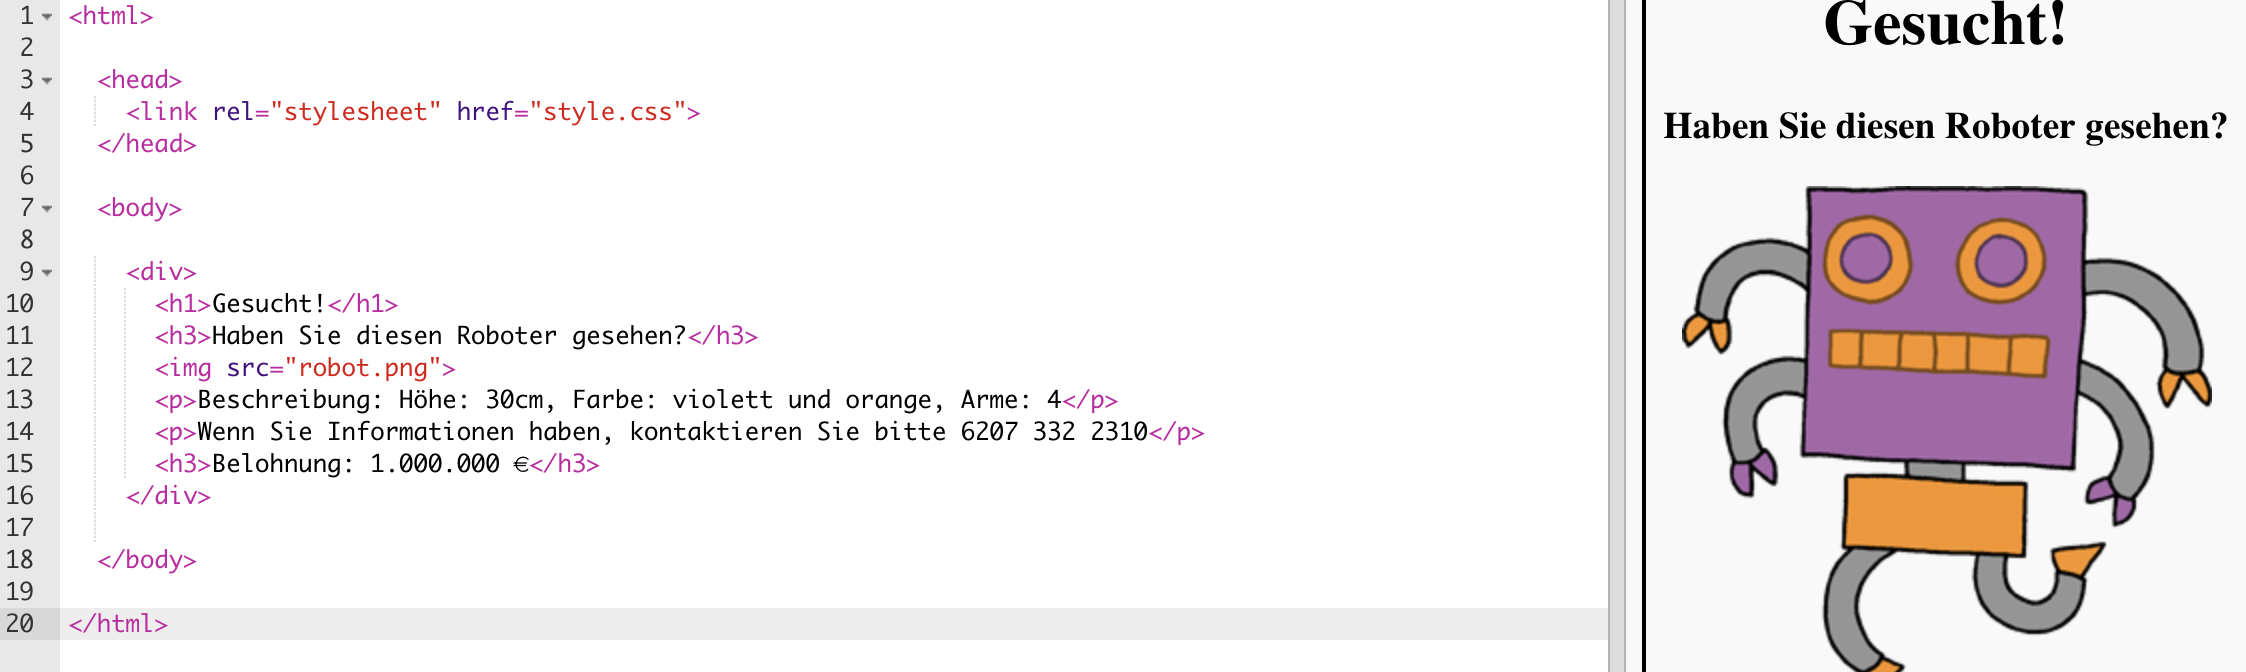 1 <html>
2
3   <head>
4     <link rel="stylesheet" href="style.css">
5   </head>
6
7   <body>
8
9     <div>
10       <h1>Gesucht!</h1>
11       <h3>Haben Sie diesen Roboter gesehen?</h3>
12       <img src="robot.png">
13       <p>Beschreibung: Höhe: 30cm, Farbe: violett und orange, Arme: 4</p>
14       <p>Wenn Sie Informationen haben, kontaktieren Sie bitte 6207 332 2310</p>
15       <h3>Belohnung: 1.000.000 €</h3>
16     </div>
17
18   </body>
19
20 </html>
Gesucht!
Haben Sie diesen Roboter gesehen?